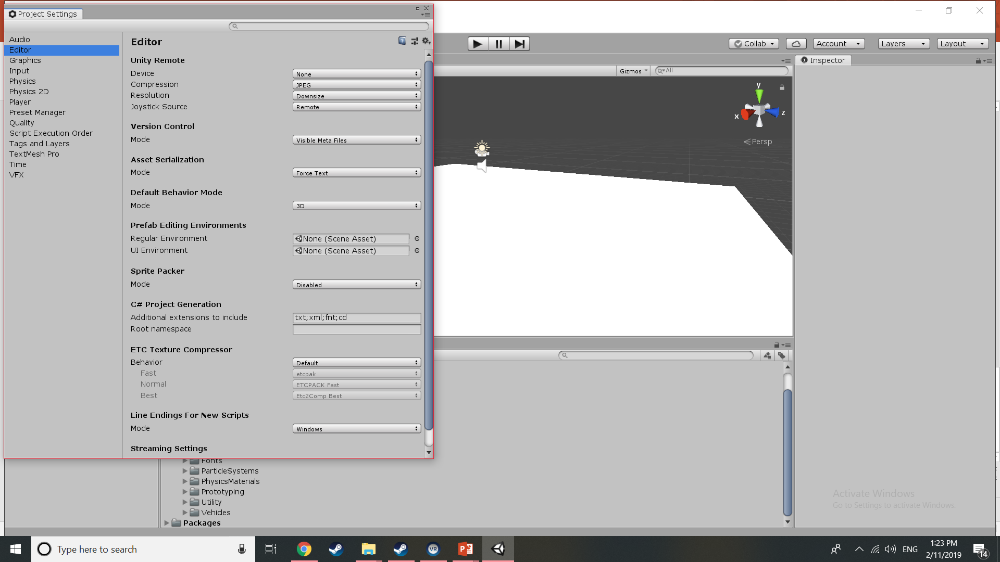 Project Settings
Audio
Editor
Graphics
Input
Physics
Physics 2D
Player
Preset Manager
Quality
Script Execution Order
Tags and Layers
TextMesh Pro
Time
VFX
Editor
Unity Remote
Device None
Compression JPEG
Resolution Downsize
Joystick Source Remote
Version Control
Mode Visible Meta Files
Asset Serialization
Mode Force Text
Default Behavior Mode
Mode 3D
Prefab Editing Environments
Regular Environment None (Scene Asset)
UI Environment None (Scene Asset)
Sprite Packer
Mode Disabled
C# Project Generation
Additional extensions to include txt;xml;fnt;cd
Root namespace
ETC Texture Compressor
Behavior Default
Fast etcpak
Normal ETCPACK Fast
Best Etc2Comp Best
Line Endings For New Scripts
Mode Windows
Streaming Settings
Collab Account Layers Layout
Gizmos All
Inspector
y
x z
Persp
Fonts
ParticleSystems
PhysicsMaterials
Prototyping
Utility
Vehicles
Packages
Activate Windows
Go to Settings to activate Windows.
Type here to search
VR
P
ENG
1:23 PM
2/11/2019
14